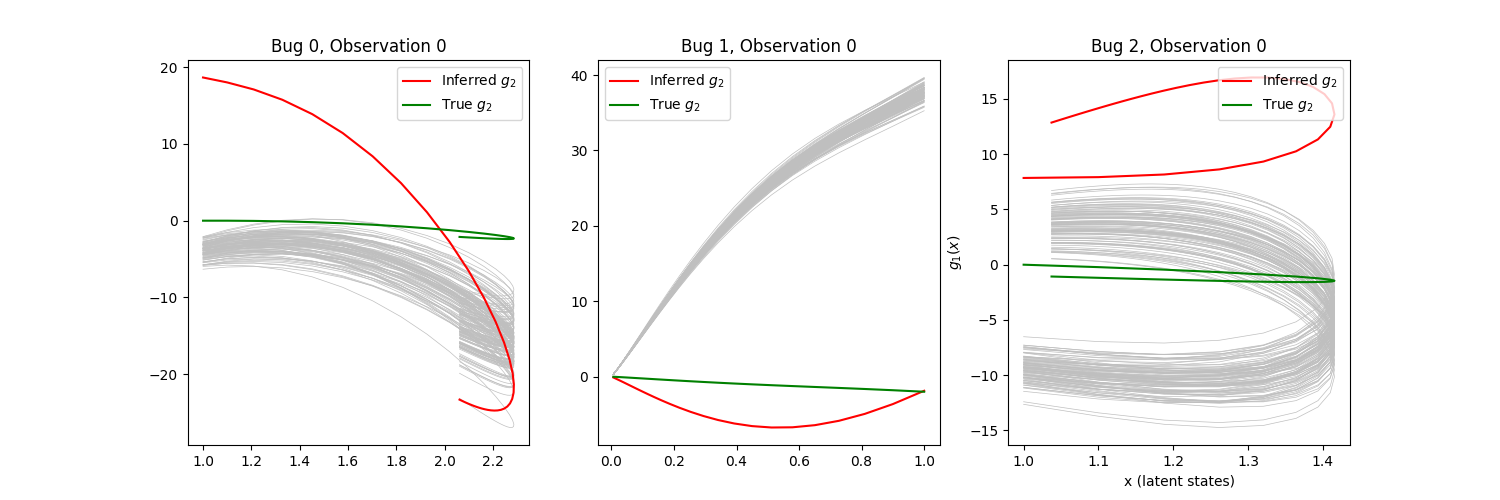 Bug 0, Observation 0
Inferred g₂
True g₂
20
10
0
−10
−20
1.0 1.2 1.4 1.6 1.8 2.0 2.2
Bug 1, Observation 0
Inferred g₂
True g₂
40
30
20
10
0
0.0 0.2 0.4 0.6 0.8 1.0
Bug 2, Observation 0
Inferred g₂
True g₂
g₁(x)
15
10
5
0
−5
−10
−15
1.0 1.1 1.2 1.3 1.4
x (latent states)